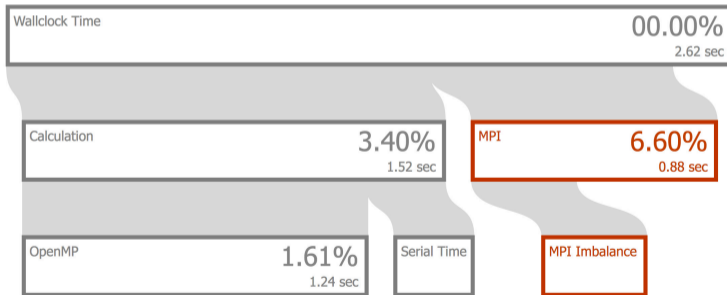 Wallclock Time
00.00%
2.62 sec
Calculation
3.40%
1.52 sec
MPI
6.60%
0.88 sec
OpenMP
1.61%
1.24 sec
Serial Time
MPI Imbalance